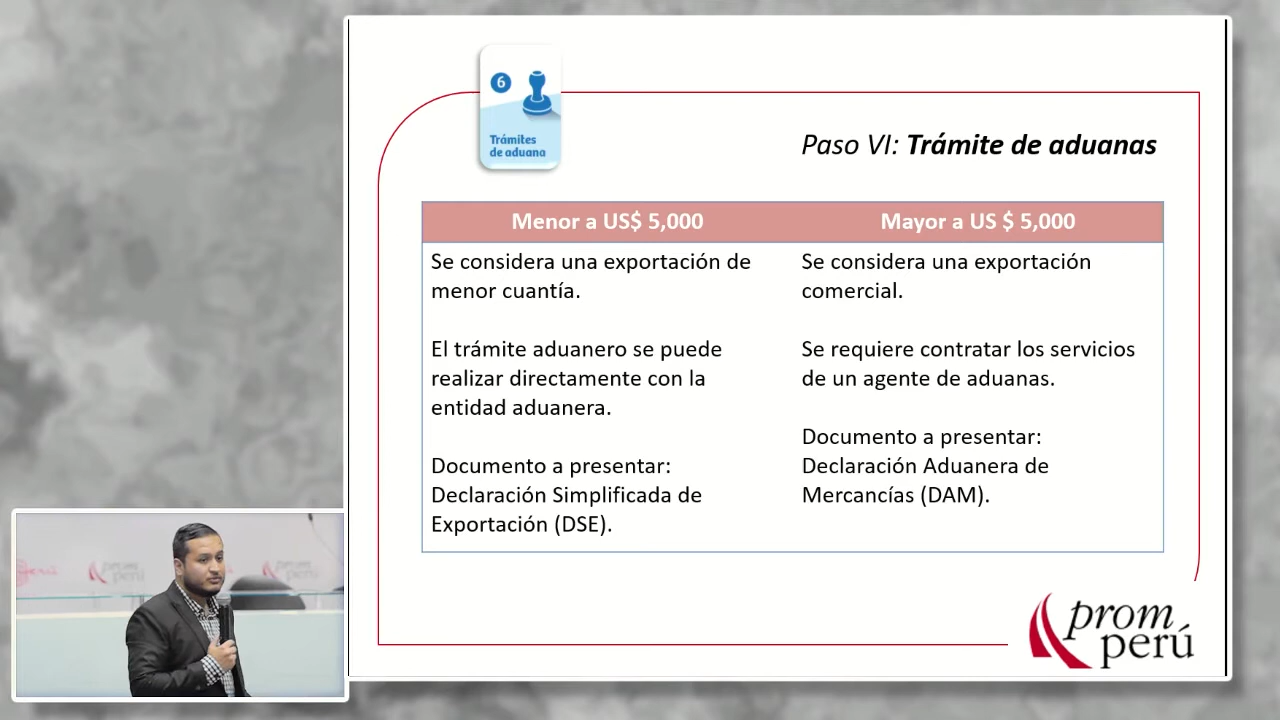 6
Trámites
de aduana
Paso VI: Trámite de aduanas
Menor a US$ 5,000
Mayor a US $ 5,000
Se considera una exportación de
menor cuantía.
El trámite aduanero se puede
realizar directamente con la
entidad aduanera.
Documento a presentar:
Declaración Simplificada de
Exportación (DSE).
Se considera una exportación
comercial.
Se requiere contratar los servicios
de un agente de aduanas.
Documento a presentar:
Declaración Aduanera de
Mercancías (DAM).
prom
perú
prom
perú